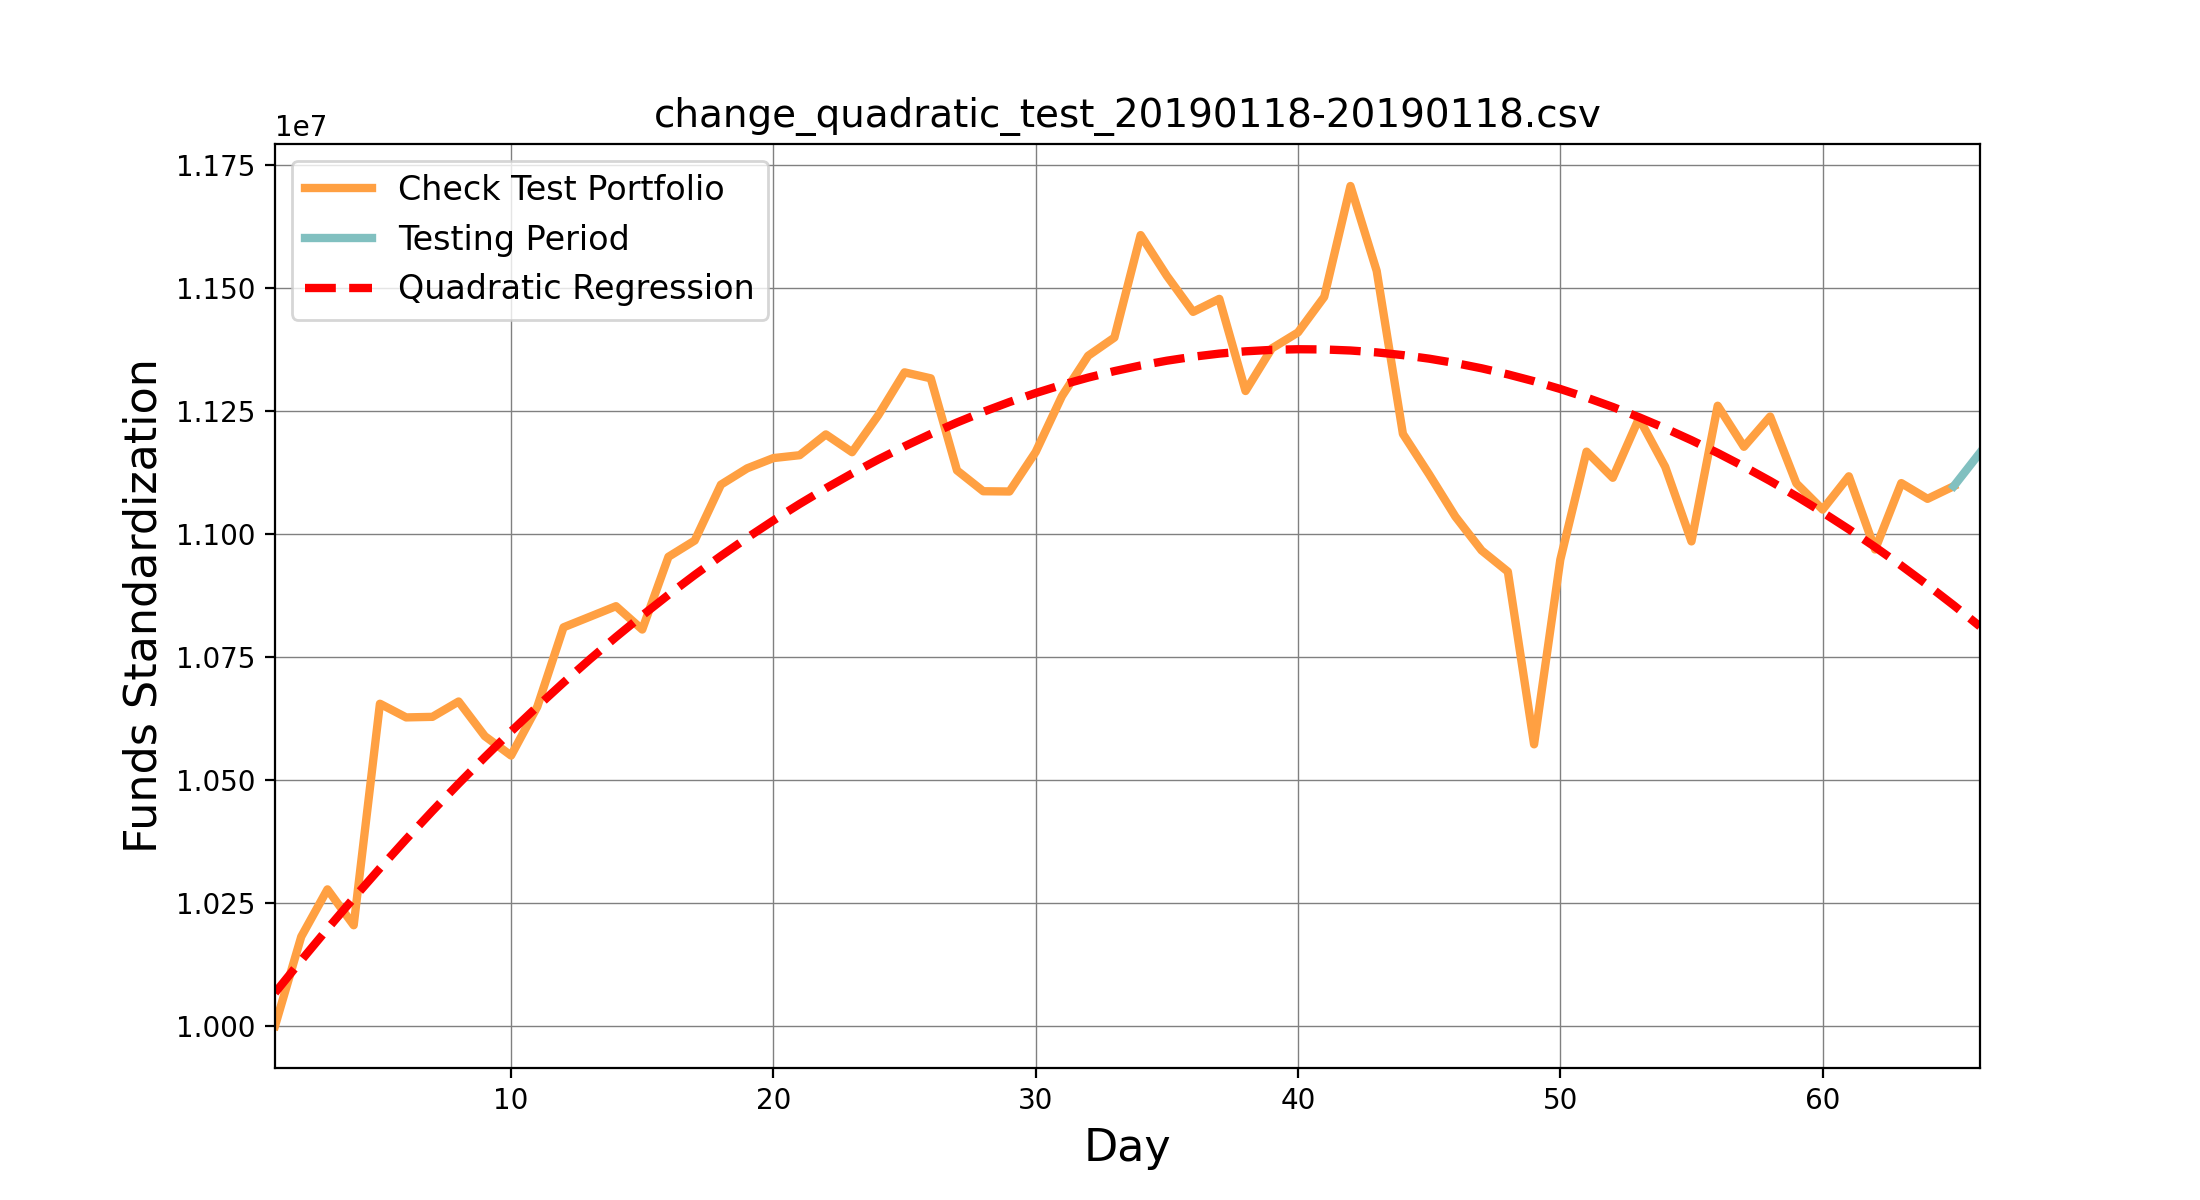 change_quadratic_test_20190118-20190118.csv
1e7
Check Test Portfolio
Testing Period
Quadratic Regression
1.175
1.150
1.125
1.100
1.075
1.050
1.025
1.000
Funds Standardization
10 20 30 40 50 60
Day